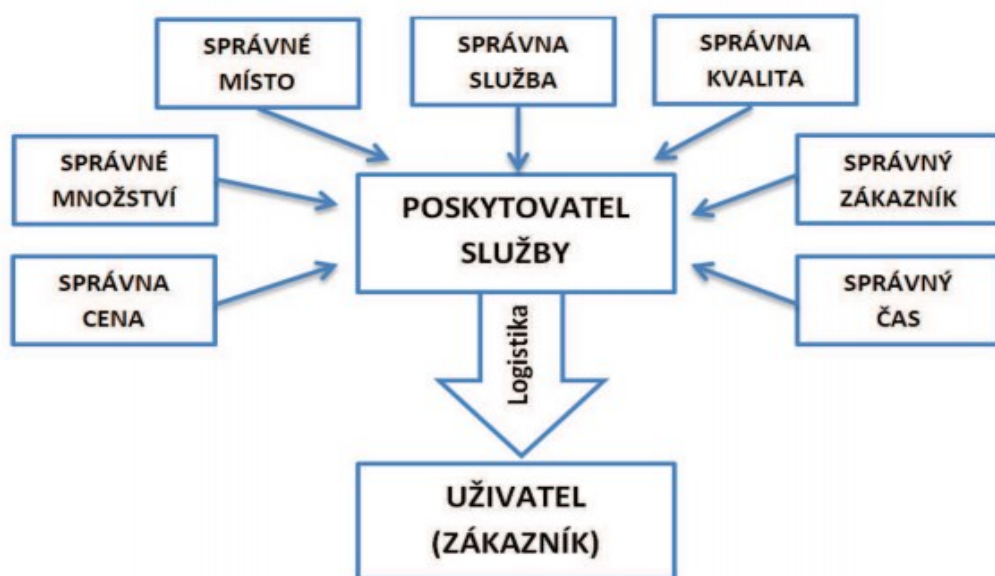 SPRÁVNÉ
MÍSTO
SPRÁVNA
SLUŽBA
SPRÁVNA
KVALITA
SPRÁVNÉ
MNOŽSTVÍ
SPRÁVNÝ
ZÁKAZNÍK
POSKYTOVATEL
SLUŽBY
SPRÁVNA
CENA
SPRÁVNÝ
ČAS
Logistika
UŽIVATEL
(ZÁKAZNÍK)